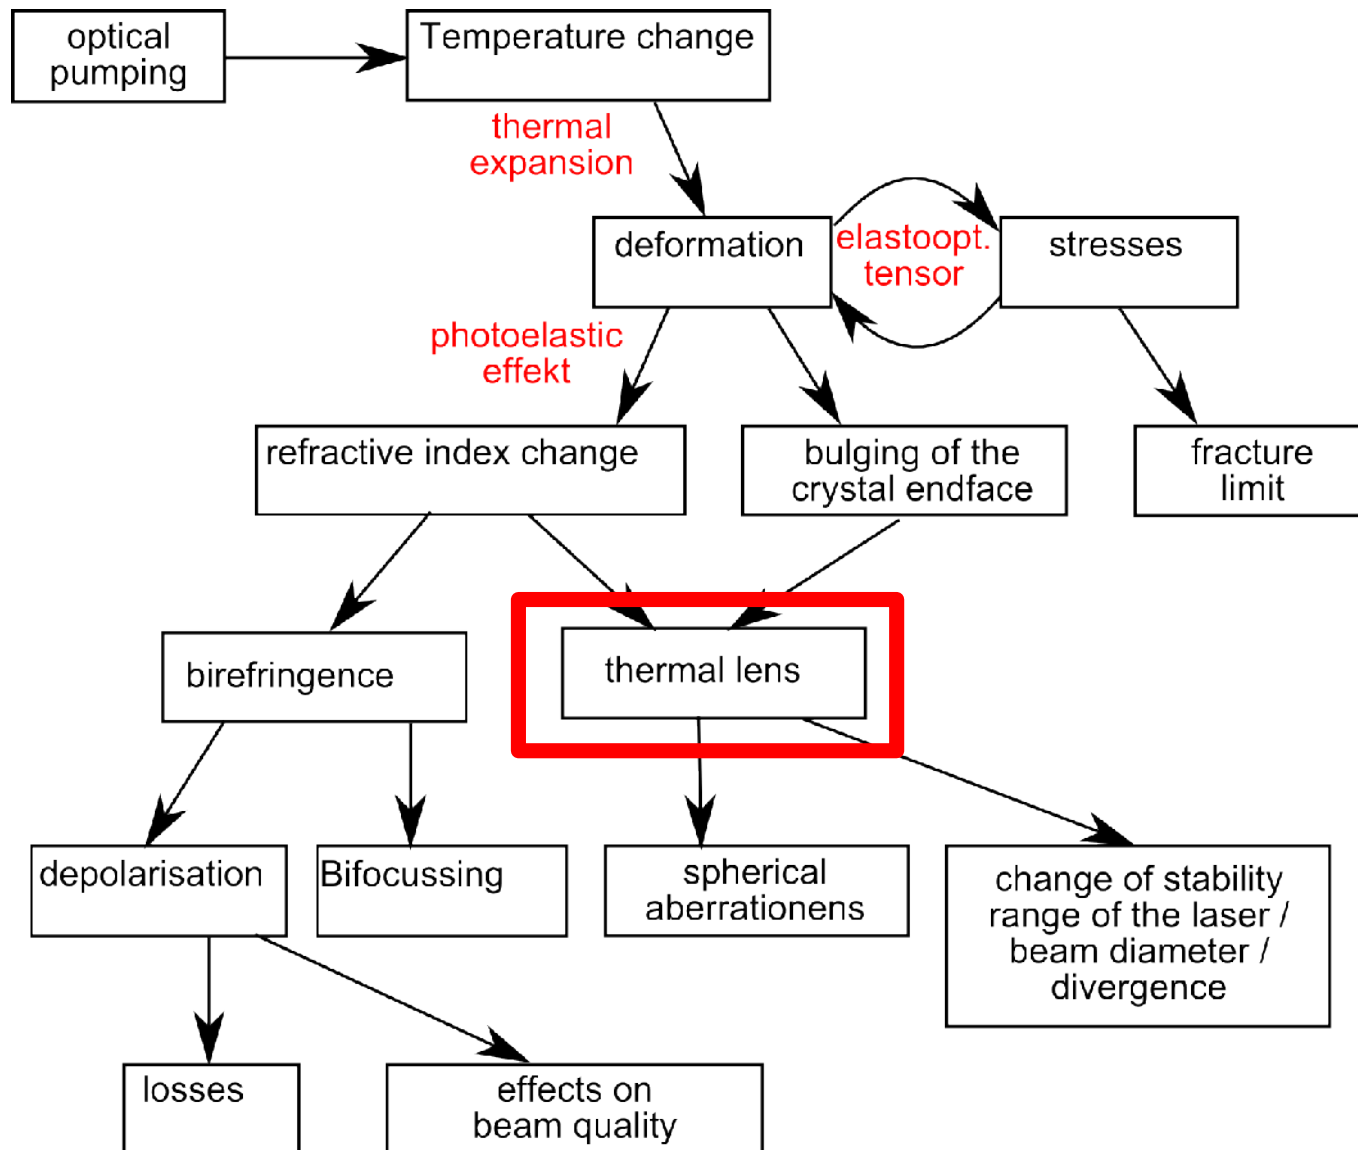 optical
pumping
Temperature change
thermal
expansion
deformation
elastoopt.
tensor
stresses
photoelastic
effekt
refractive index change
bulging of the
crystal endface
fracture
limit
birefringence
thermal lens
depolarisation
Bifocussing
spherical
aberrationens
change of stability
range of the laser /
beam diameter /
divergence
losses
effects on
beam quality